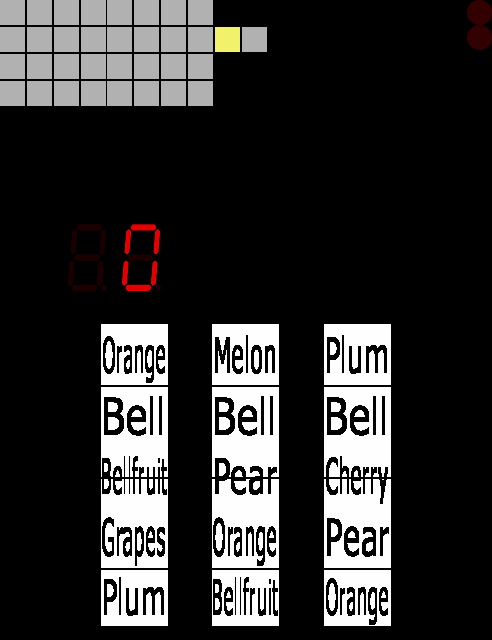 0
Orange Melon Plum
Bell Bell Bell
Bellfruit Pear Cherry
Grapes Orange Pear
Plum Bellfruit Orange